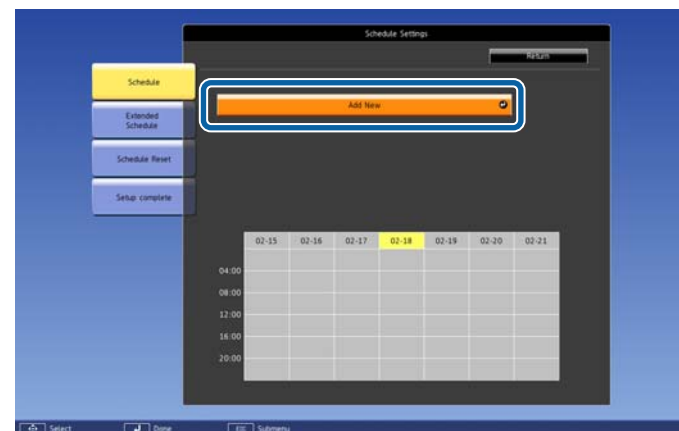 Schedule Settings
Return
Schedule
Add New
Extended
Schedule
Schedule Reset
Setup complete
02-15 02-16 02-17 02-18 02-19 02-20 02-21
04:00
08:00
12:00
16:00
20:00
Select Done Submenu